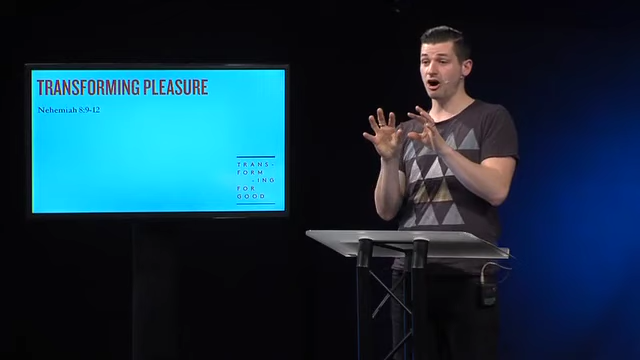 TRANSFORMING PLEASURE
Nehemiah 8:9-12
TRANS-
FORM
-ING
FOR
GOOD